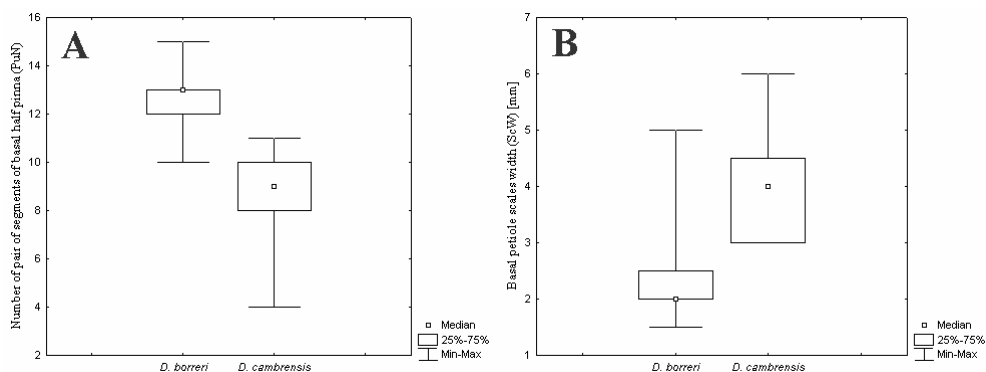 A
Number of pair of segments of basal half pinna (PuN)
16
14
12
10
8
6
4
2
D. borreri D. cambrensis
Median
25%-75%
Min-Max
B
Basal petiole scales width (ScW) [mm]
7
6
5
4
3
2
1
D. borreri D. cambrensis
Median
25%-75%
Min-Max